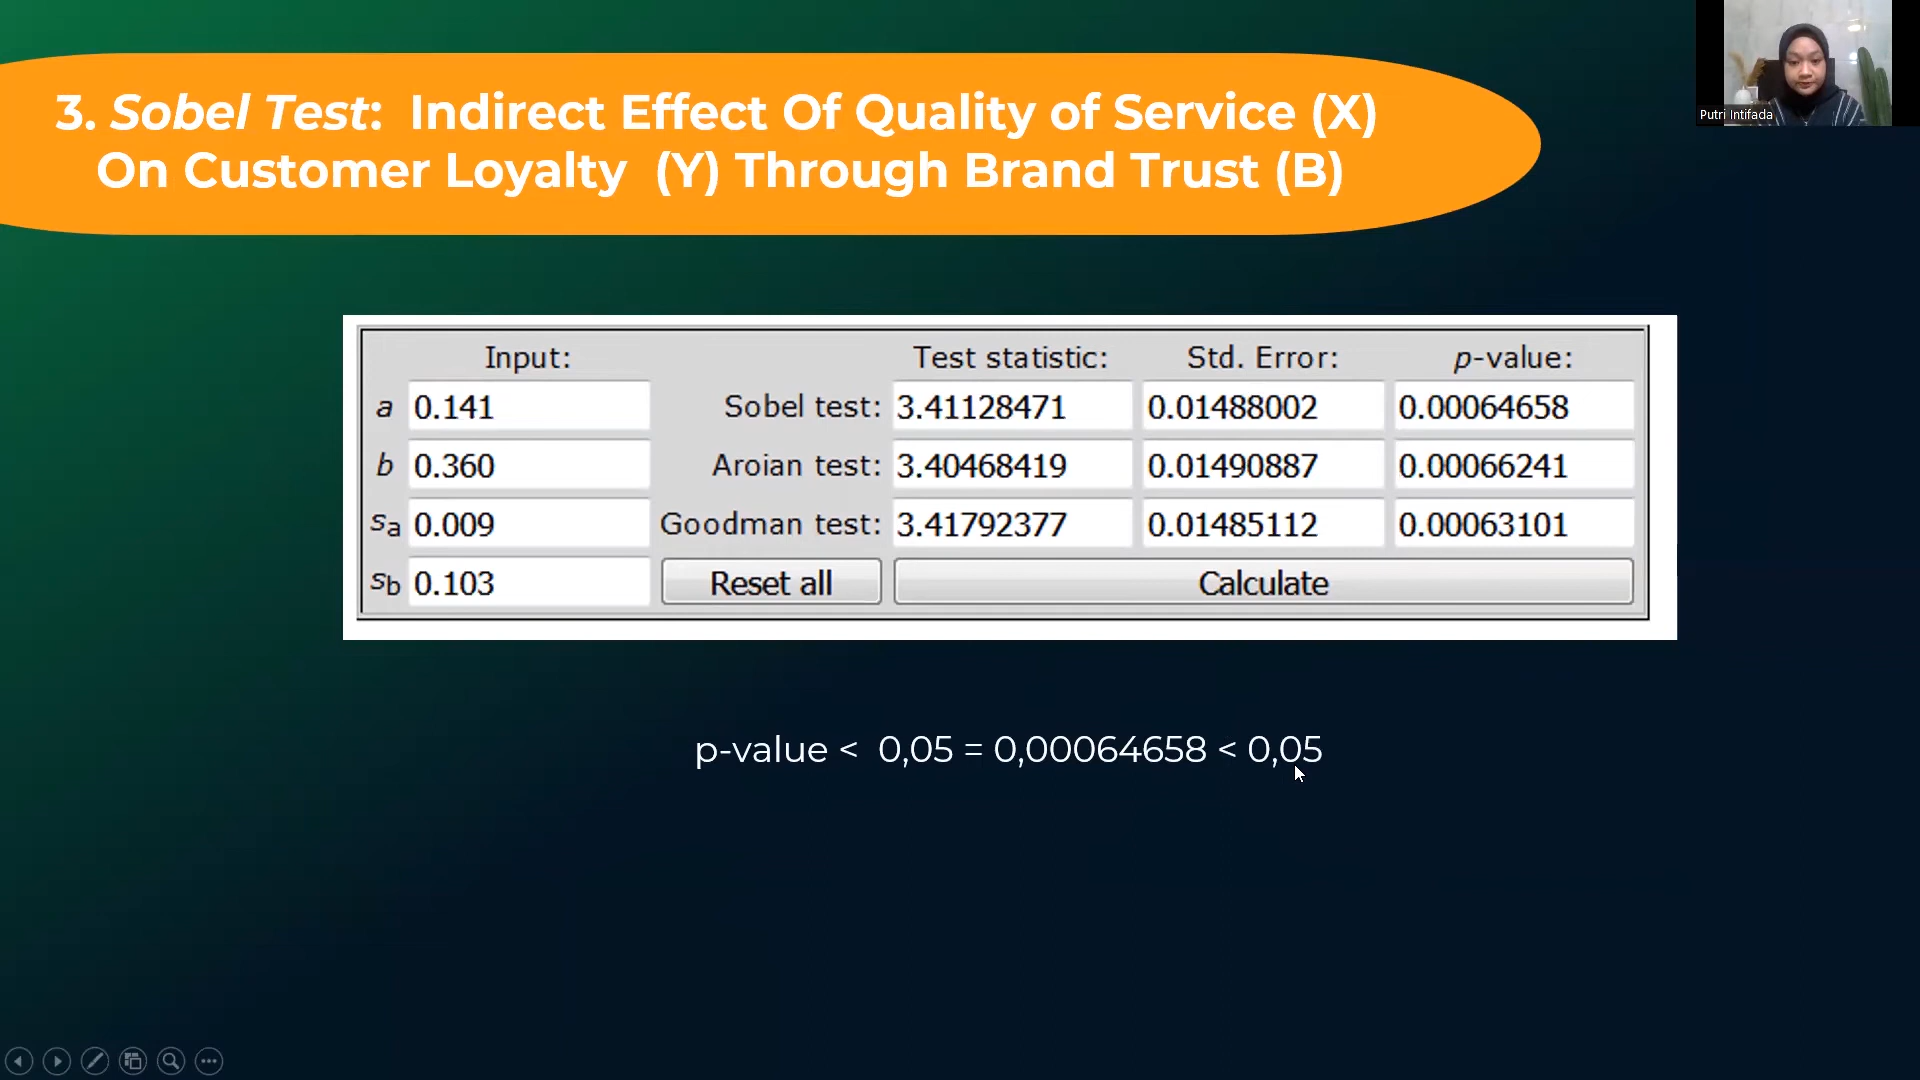 3. Sobel Test: Indirect Effect Of Quality of Service (X)
On Customer Loyalty (Y) Through Brand Trust (B)
Putri Intifada
Input: Test statistic: Std. Error: p-value:
a 0.141 Sobel test: 3.41128471 0.01488002 0.00064658
b 0.360 Aroian test: 3.40468419 0.01490887 0.00066241
sa 0.009 Goodman test: 3.41792377 0.01485112 0.00063101
sb 0.103 Reset all Calculate
p-value < 0,05 = 0,00064658 < 0,05